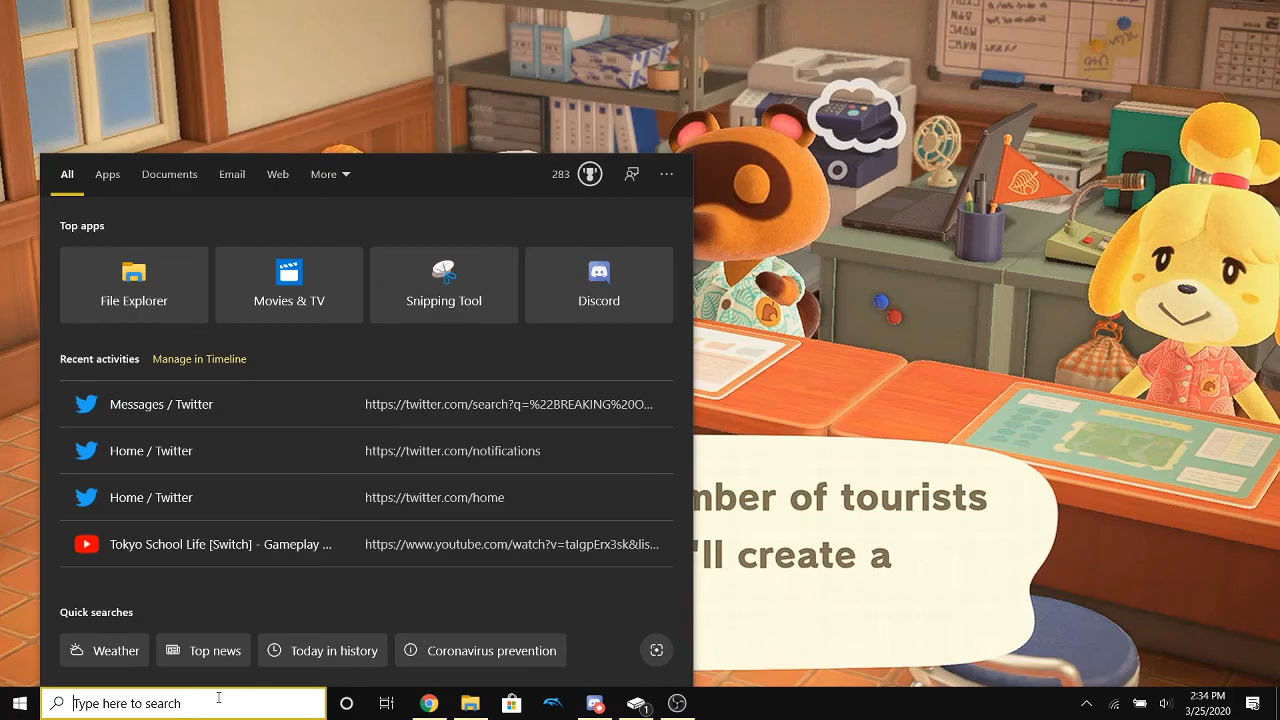 All Apps Documents Email Web More 283
Top apps
File Explorer Movies & TV Snipping Tool Discord
Recent activities Manage in Timeline
Messages / Twitter https://twitter.com/search?q=%22BREAKING%20O...
Home / Twitter https://twitter.com/notifications
Home / Twitter https://twitter.com/home
Tokyo School Life [Switch] - Gameplay ... https://www.youtube.com/watch?v=taIgpErx3sk&lis...
Quick searches
Weather Top news Today in history Coronavirus prevention
mber of tourists
'll create a
Type here to search
1
2:34 PM
3/25/2020